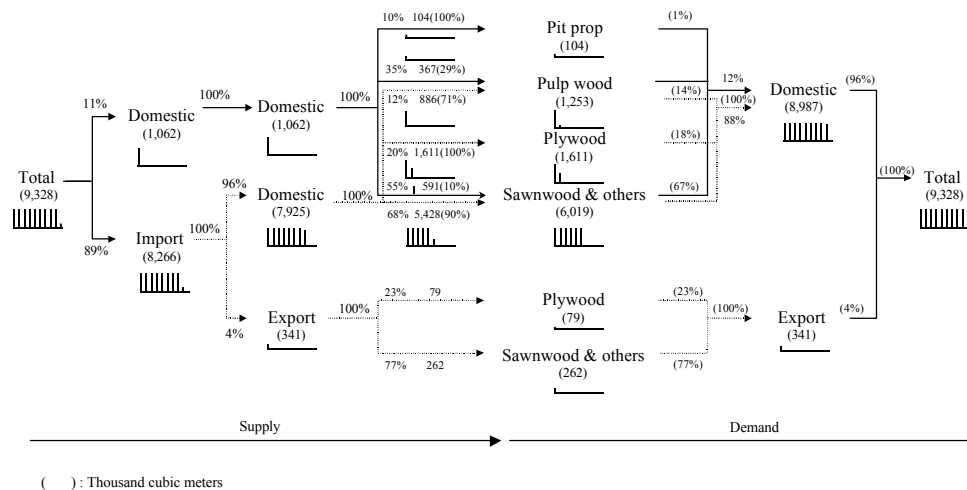 10% 104(100%)
(1%)
Pit prop
(104)
35% 367(29%)
Pulp wood
(1,253)
12%
(14%)
(100%)
88%
12% 886(71%)
Domestic
(8,987)
(96%)
11%
100%
100%
Domestic
(1,062)
Domestic
(1,062)
Plywood
(1,611)
(18%)
20% 1,611(100%)
Total
(9,328)
(100%)
Total
(9,328)
96%
Domestic
(7,925)
100%
55% 591(10%)
Sawnwood & others
(6,019)
(67%)
68% 5,428(90%)
89%
Import
(8,266)
100%
4%
Export
(341)
100%
23% 79
Plywood
(79)
(23%)
(100%)
Export
(341)
(4%)
77% 262
Sawnwood & others
(262)
(77%)
Supply
Demand
( ) : Thousand cubic meters